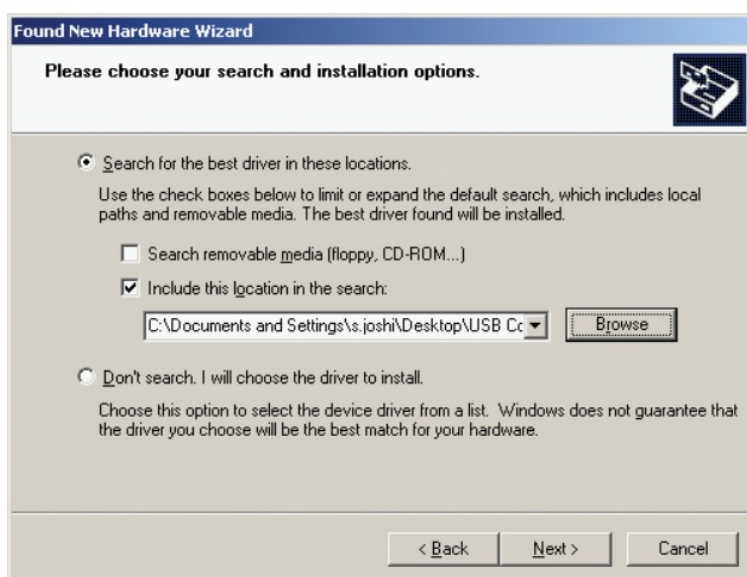 Found New Hardware Wizard
Please choose your search and installation options.
Search for the best driver in these locations.
Use the check boxes below to limit or expand the default search, which includes local
paths and removable media. The best driver found will be installed.
Search removable media (floppy, CD-ROM...)
Include this location in the search:
C:\Documents and Settings\s.joshi\Desktop\USB Cc
Browse
Don't search. I will choose the driver to install.
Choose this option to select the device driver from a list. Windows does not guarantee that
the driver you choose will be the best match for your hardware.
< Back
Next >
Cancel